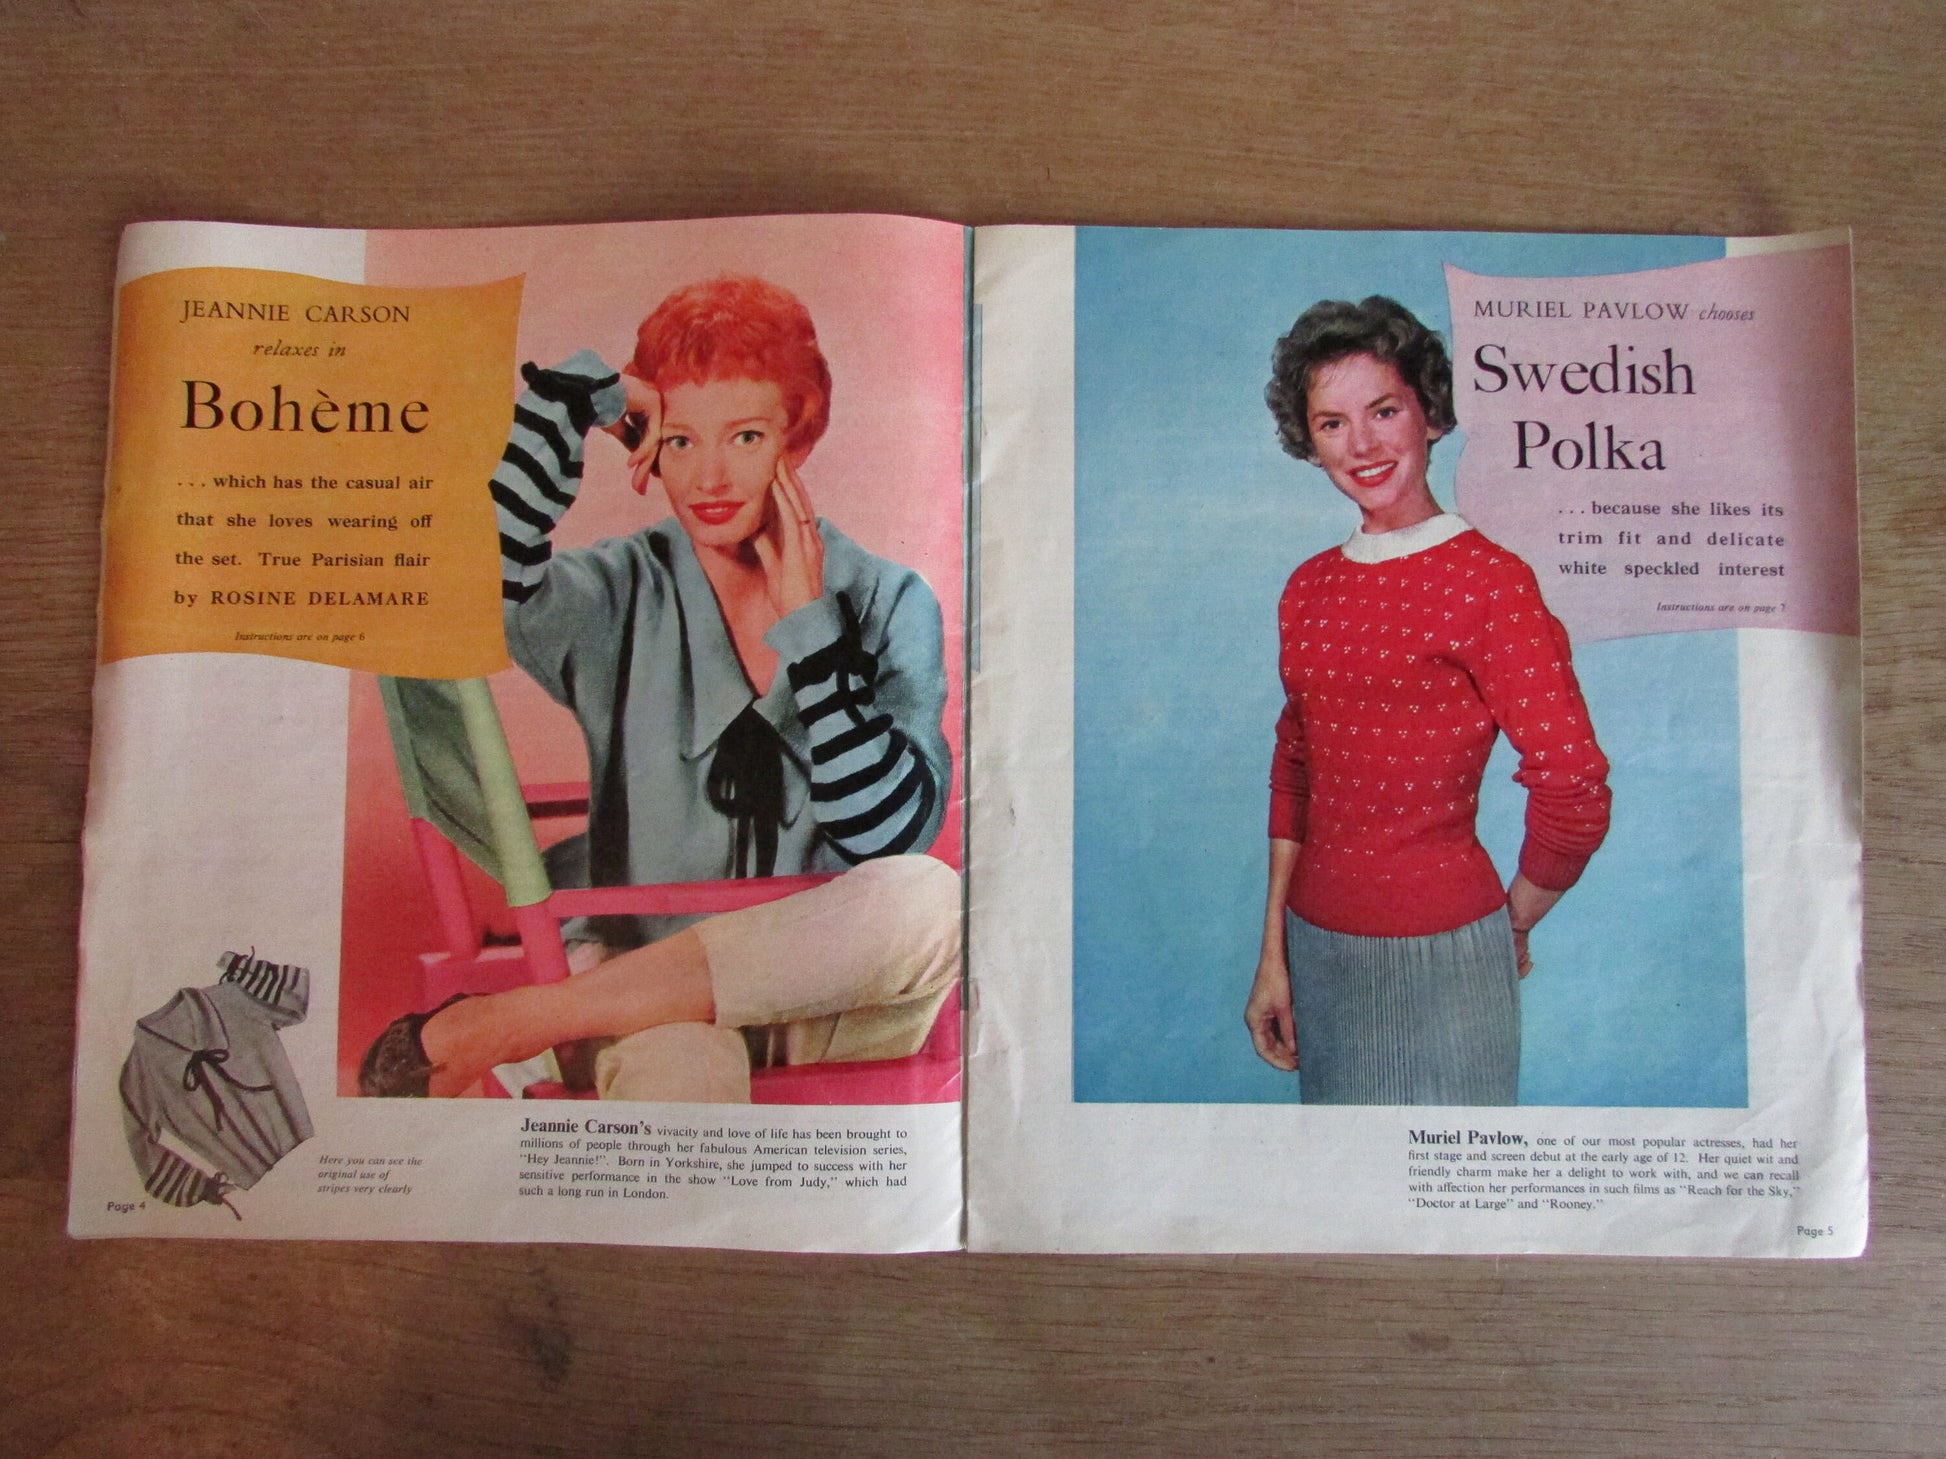 JEANNIE CARSON
relaxes in
Bohème
... which has the casual air
that she loves wearing off
the set. True Parisian flair
by ROSINE DELAMARE
Instructions are on page 6
Here you can see the
original use of
stripes very clearly
Page 4
Jeannie Carson's vivacity and love of life has been brought to
millions of people through her fabulous American television series,
"Hey Jeannie!". Born in Yorkshire, she jumped to success with her
sensitive performance in the show "Love from Judy," which had
such a long run in London.
MURIEL PAVLOW chooses
Swedish
Polka
... because she likes its
trim fit and delicate
white speckled interest
Instructions are on page 7
Muriel Pavlow, one of our most popular actresses, had her
first stage and screen debut at the early age of 12. Her quiet wit and
friendly charm make her a delight to work with, and we can recall
with affection her performances in such films as "Reach for the Sky,"
"Doctor at Large" and "Rooney."
Page 5